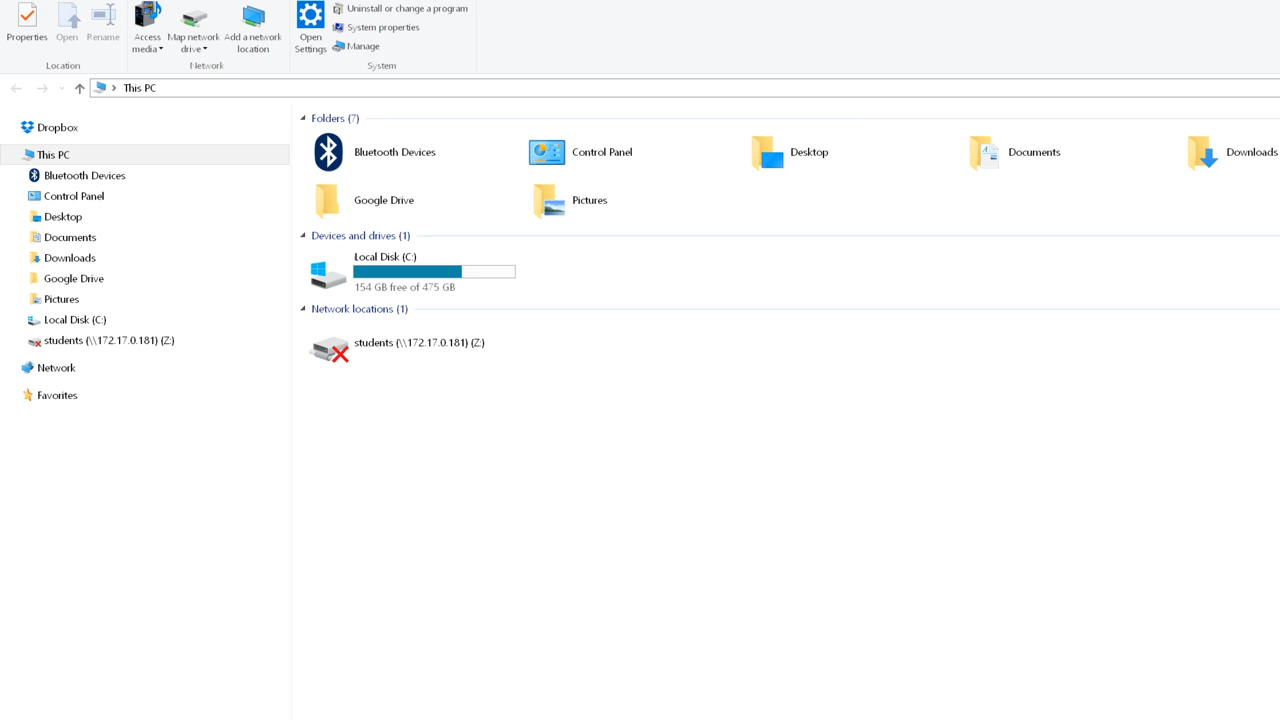 Properties
Open
Rename
Access media
Map network drive
Add a network location
Open Settings
Uninstall or change a program
System properties
Manage
Location
Network
System
This PC
Dropbox
This PC
Bluetooth Devices
Control Panel
Desktop
Documents
Downloads
Google Drive
Pictures
Local Disk (C:)
students (\\172.17.0.181) (Z:)
Network
Favorites
Folders (7)
Bluetooth Devices
Control Panel
Desktop
Documents
Downloads
Google Drive
Pictures
Devices and drives (1)
Local Disk (C:)
154 GB free of 475 GB
Network locations (1)
students (\\172.17.0.181) (Z:)